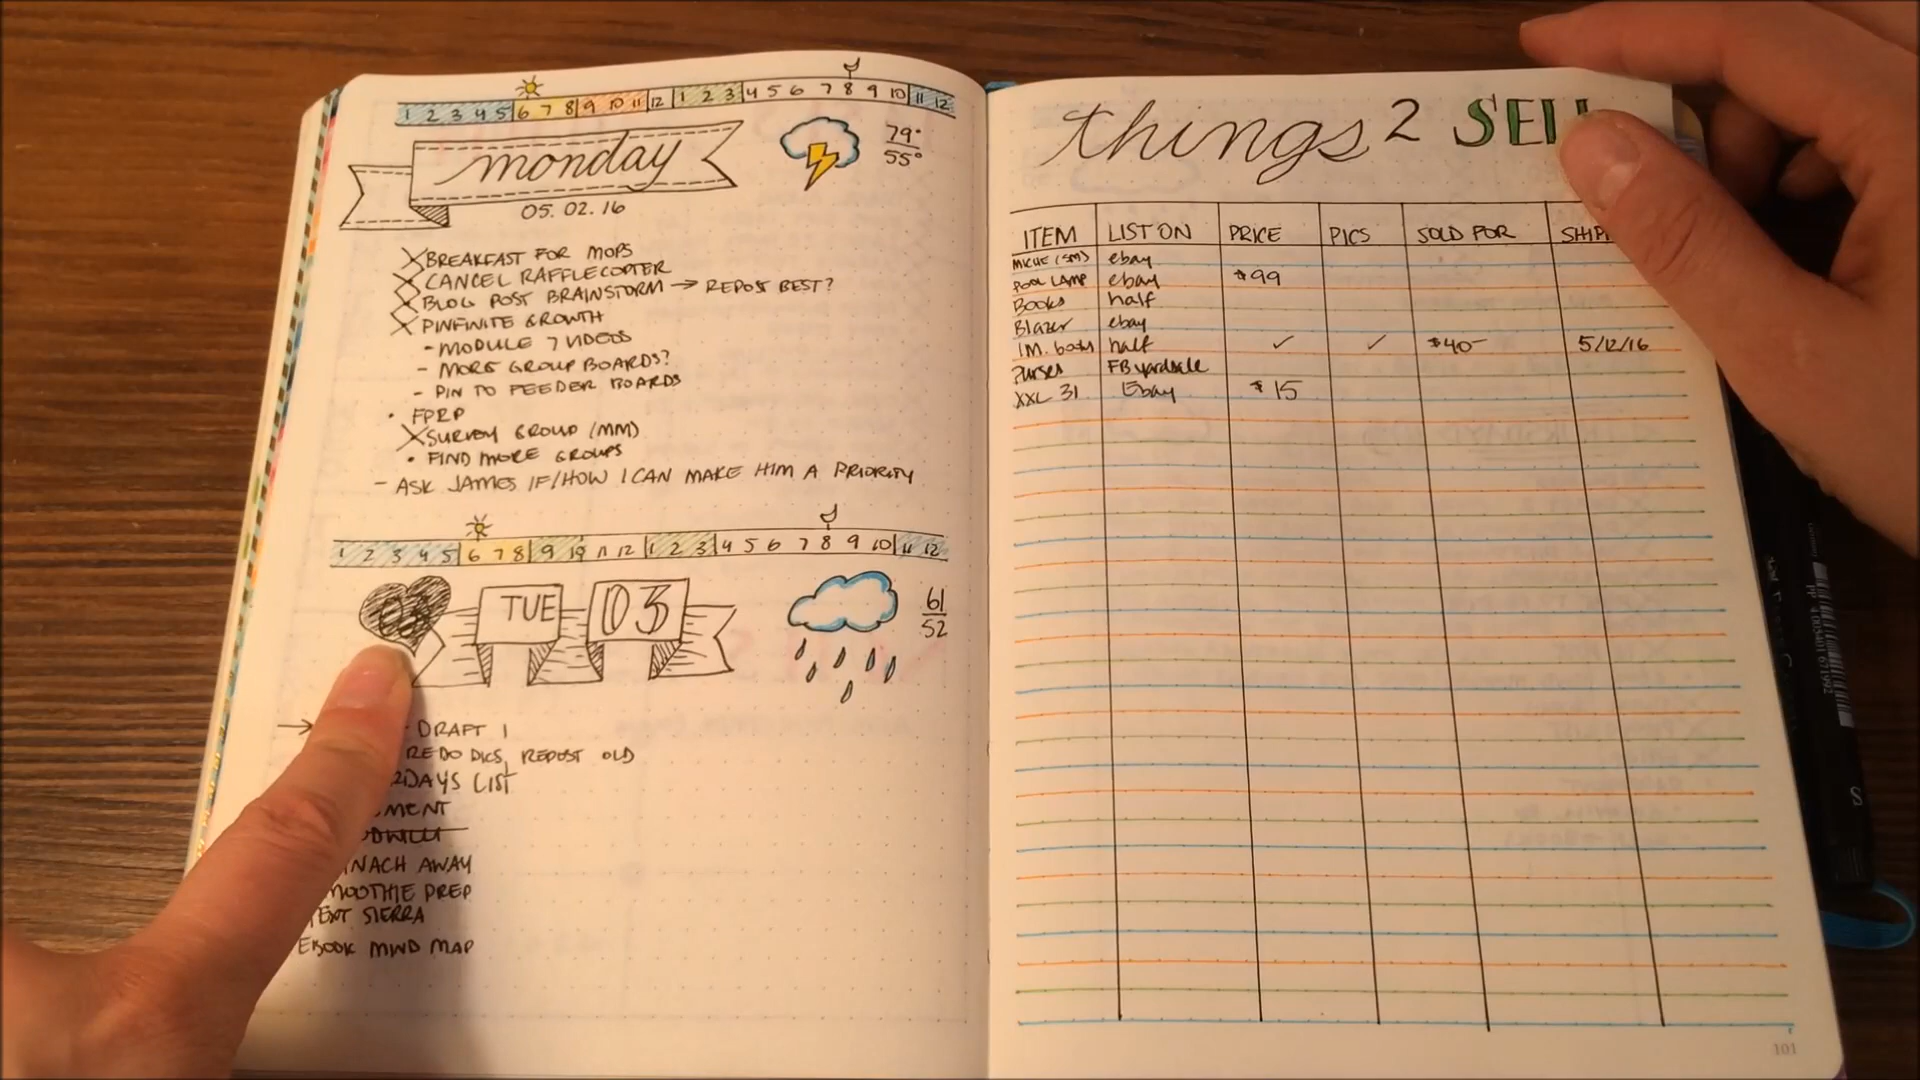 1 2 3 4 5 6 7 8 9 10 11 12 1 2 3 4 5 6 7 8 9 10 11 12
monday
79°
55°
05.02.16
BREAKFAST FOR MOPS
CANCEL RAFFLECOPTER
BLOG POST BRAINSTORM → REPOST BEST?
PINFINITE GROWTH
- MODULE 7 VIDEOS
- MORE GROUP BOARDS?
- PIN TO FEEDER BOARDS
• FPRP
SURVEY GROUP (MM)
• FIND MORE GROUPS
- ASK JAMES IF/HOW I CAN MAKE HIM A PRIORITY
1 2 3 4 5 6 7 8 9 10 11 12 1 2 3 4 5 6 7 8 9 10 11 12
TUE 03
61
52
→ - DRAFT 1
REDO PICS, REPOST OLD
DAYS LIST
AWAY
SMOOTHIE PREP
TEXT SIERRA
EBOOK MIND MAP
things 2 SELL
ITEM LIST ON PRICE PICS SOLD FOR
MICHE (SM) ebay
POOL LAMP ebay $99
Books half
Blazer ebay
half ✓ ✓ $40- 5/12/16
Purses FB yardsale
XXL 31 Ebay $15
101